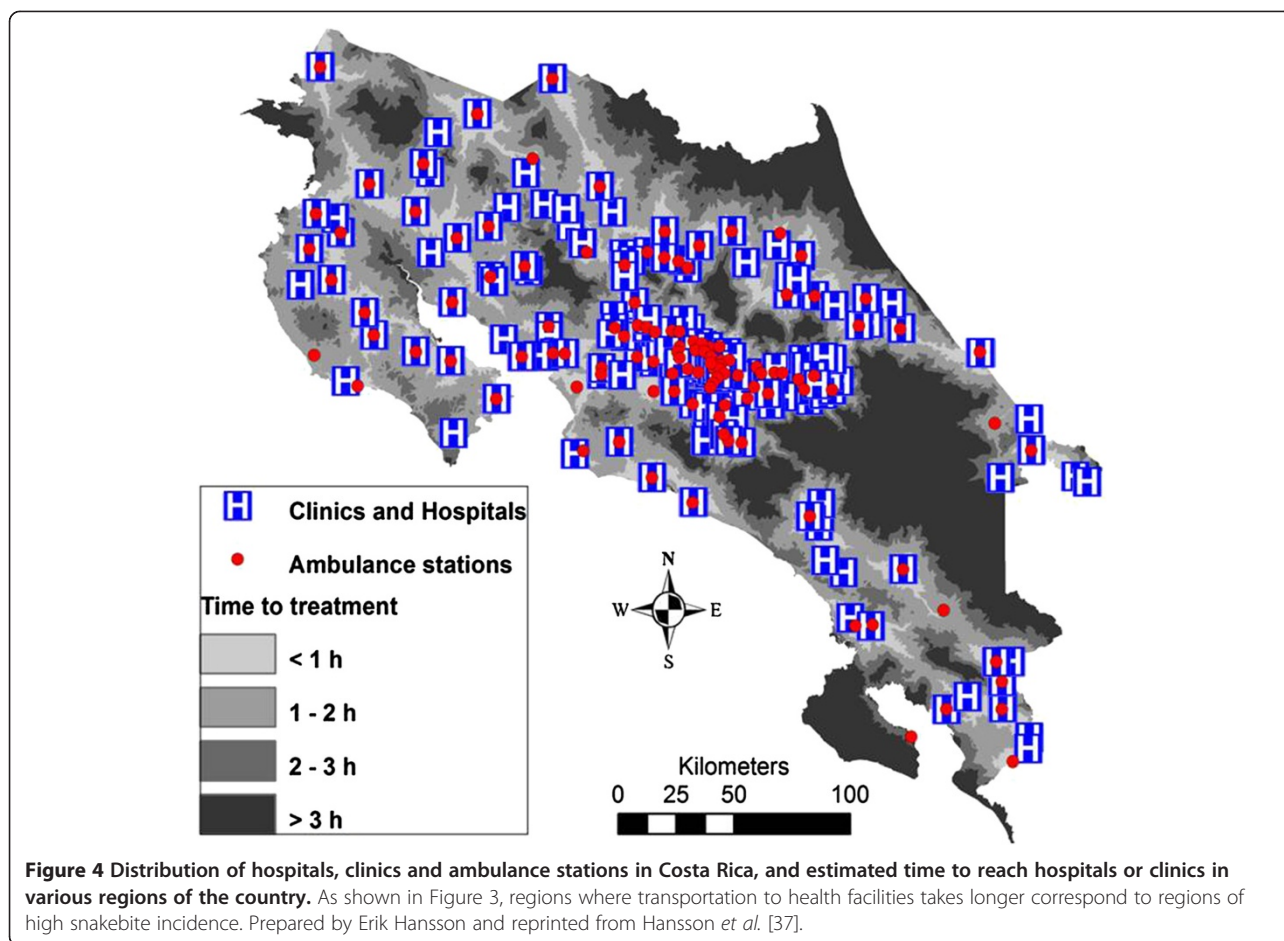 H Clinics and Hospitals
Ambulance stations
Time to treatment
< 1 h
1 - 2 h
2 - 3 h
> 3 h
N
W E
S
Kilometers
0 25 50 100
Figure 4 Distribution of hospitals, clinics and ambulance stations in Costa Rica, and estimated time to reach hospitals or clinics in
various regions of the country. As shown in Figure 3, regions where transportation to health facilities takes longer correspond to regions of
high snakebite incidence. Prepared by Erik Hansson and reprinted from Hansson et al. [37].